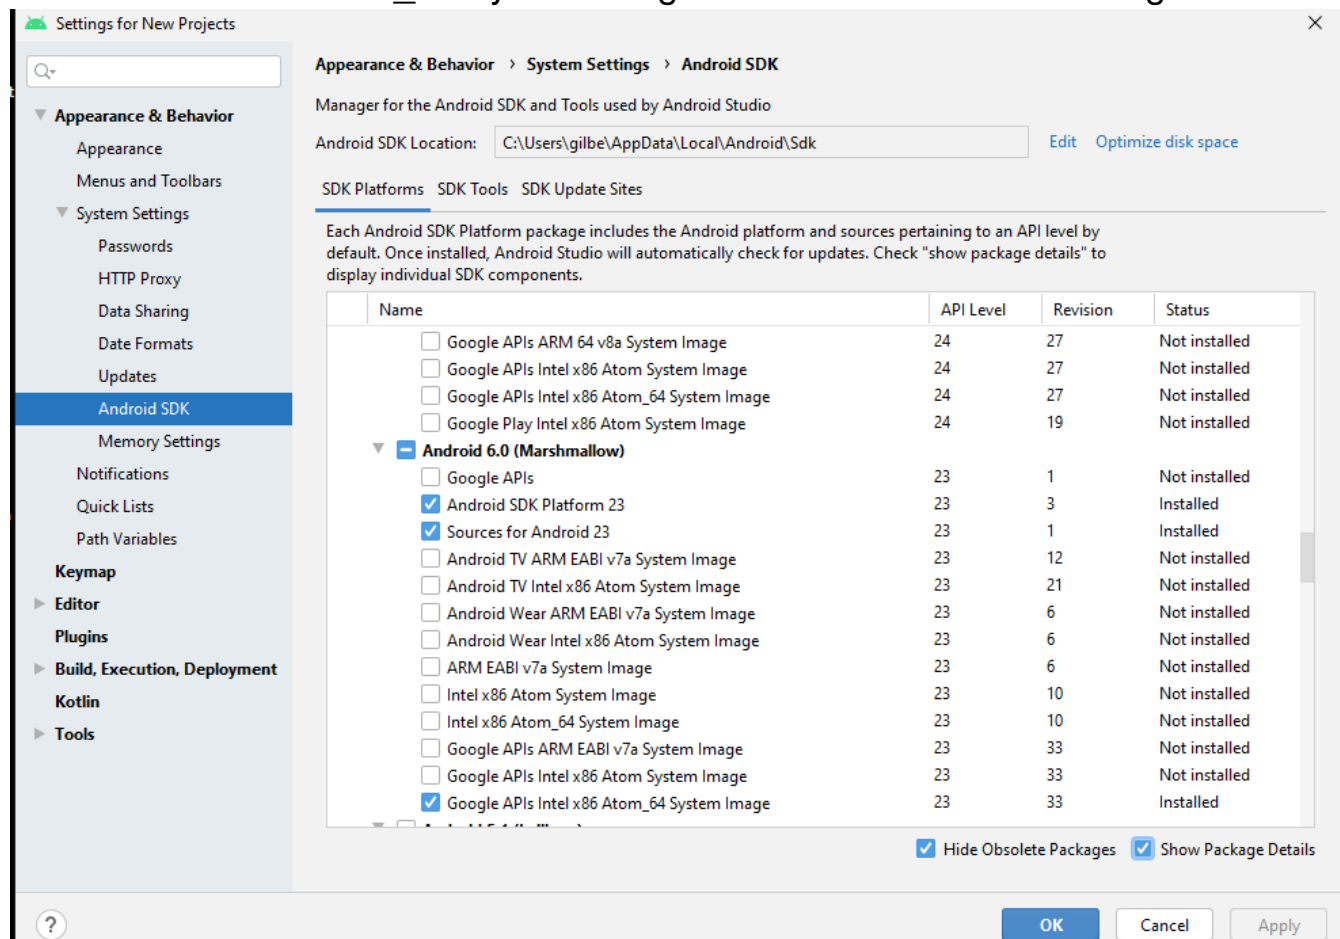 Settings for New Projects
Appearance & Behavior
Appearance
Menus and Toolbars
System Settings
Passwords
HTTP Proxy
Data Sharing
Date Formats
Updates
Android SDK
Memory Settings
Notifications
Quick Lists
Path Variables
Keymap
Editor
Plugins
Build, Execution, Deployment
Kotlin
Tools
Appearance & Behavior › System Settings › Android SDK
Manager for the Android SDK and Tools used by Android Studio
Android SDK Location: C:\Users\gilbe\AppData\Local\Android\Sdk Edit Optimize disk space
SDK Platforms SDK Tools SDK Update Sites
Each Android SDK Platform package includes the Android platform and sources pertaining to an API level by
default. Once installed, Android Studio will automatically check for updates. Check "show package details" to
display individual SDK components.
Name API Level Revision Status
Google APIs ARM 64 v8a System Image 24 27 Not installed
Google APIs Intel x86 Atom System Image 24 27 Not installed
Google APIs Intel x86 Atom_64 System Image 24 27 Not installed
Google Play Intel x86 Atom System Image 24 19 Not installed
Android 6.0 (Marshmallow)
Google APIs 23 1 Not installed
Android SDK Platform 23 23 3 Installed
Sources for Android 23 23 1 Installed
Android TV ARM EABI v7a System Image 23 12 Not installed
Android TV Intel x86 Atom System Image 23 21 Not installed
Android Wear ARM EABI v7a System Image 23 6 Not installed
Android Wear Intel x86 Atom System Image 23 6 Not installed
ARM EABI v7a System Image 23 6 Not installed
Intel x86 Atom System Image 23 10 Not installed
Intel x86 Atom_64 System Image 23 10 Not installed
Google APIs ARM EABI v7a System Image 23 33 Not installed
Google APIs Intel x86 Atom System Image 23 33 Not installed
Google APIs Intel x86 Atom_64 System Image 23 33 Installed
Hide Obsolete Packages Show Package Details
? OK Cancel Apply